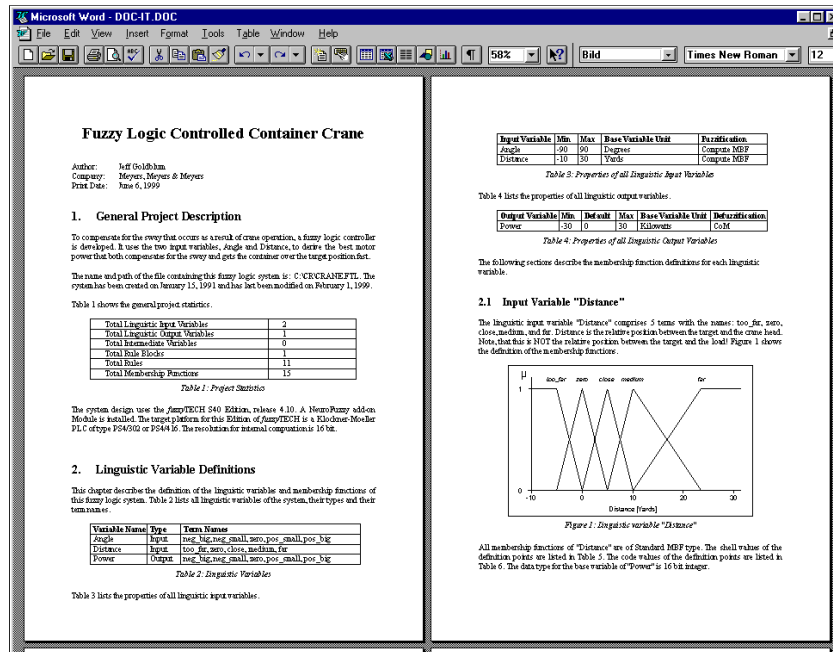 Microsoft Word - DOC-IT.DOC
File Edit View Insert Format Tools Table Window Help
58% Bild Times New Roman 12
Fuzzy Logic Controlled Container Crane
Author: Jeff Goldblum
Company: Meyers, Meyers & Meyers
Print Date: June 6, 1999
1. General Project Description
To compensate for the sway that occurs as a result of crane operation, a fuzzy logic controller
is developed. It uses the two input variables, Angle and Distance, to derive the best motor
power that both compensates for the sway and gets the container over the target position fast.
The name and path of the file containing this fuzzy logic system is: C:\CR\CRANE.FTL. The
system has been created on January 15, 1991 and has last been modified on February 1, 1999.
Table 1 shows the general project statistics.
Total Linguistic Input Variables 2
Total Linguistic Output Variables 1
Total Intermediate Variables 0
Total Rule Blocks 1
Total Rules 11
Total Membership Functions 15
Table 1: Project Statistics
The system design uses the fuzzyTECH S40 Edition, release 4.10. A NeuroFuzzy add-on
Module is installed. The target platform for this Edition of fuzzyTECH is a Klockner-Moeller
PLC of type PS4/302 or PS4/416. The resolution for internal compuation is 16 bit.
2. Linguistic Variable Definitions
This chapter describes the definition of the linguistic variables and membership functions of
this fuzzy logic system. Table 2 lists all linguistic variables of the system, their types and their
term names.
Variable Name Type Term Names
Angle Input neg_big, neg_small, zero, pos_small, pos_big
Distance Input too_far, zero, close, medium, far
Power Output neg_big, neg_small, zero, pos_small, pos_big
Table 2: Linguistic Variables
Table 3 lists the properties of all linguistic input variables.
Input Variable Min Max Base Variable Unit Fuzzification
Angle -90 90 Degrees Compute MBF
Distance -10 30 Yards Compute MBF
Table 3: Properties of all Linguistic Input Variables
Table 4 lists the properties of all linguistic output variables.
Output Variable Min Default Max Base Variable Unit Defuzzification
Power -30 0 30 Kilowatts CoM
Table 4: Properties of all Linguistic Output Variables
The following sections describe the membership function definitions for each linguistic
variable.
2.1 Input Variable "Distance"
The linguistic input variable "Distance" comprises 5 terms with the names: too_far, zero,
close, medium, and far. Distance is the relative position between the target and the crane head.
Note, that this is NOT the relative position between the target and the load! Figure 1 shows
the definition of the membership functions.
µ too_far zero close medium far
1
0
-10 0 10 20 30
Distance [Yards]
Figure 1: Linguistic variable "Distance"
All membership functions of "Distance" are of Standard MBF type. The shell values of the
definition points are listed in Table 5. The code values of the definition points are listed in
Table 6. The data type for the base variable of "Power" is 16 bit integer.